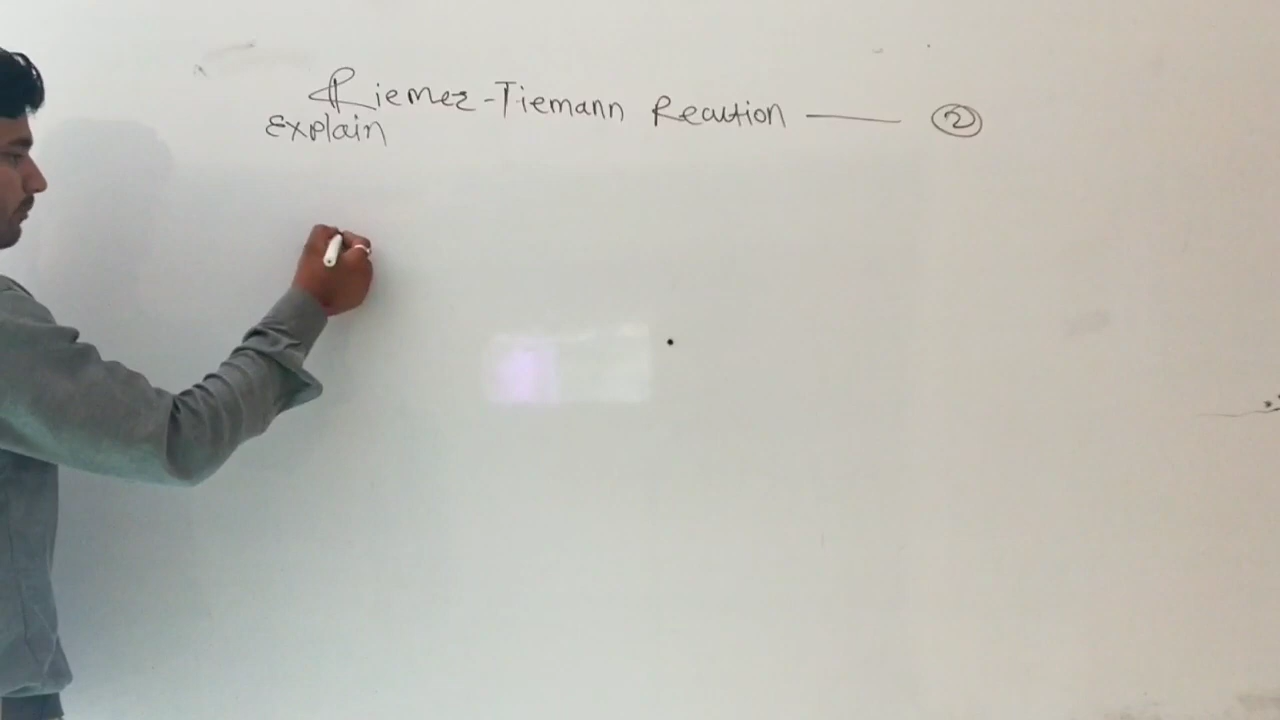 Riemer-Tiemann Reaction — ②
Explain